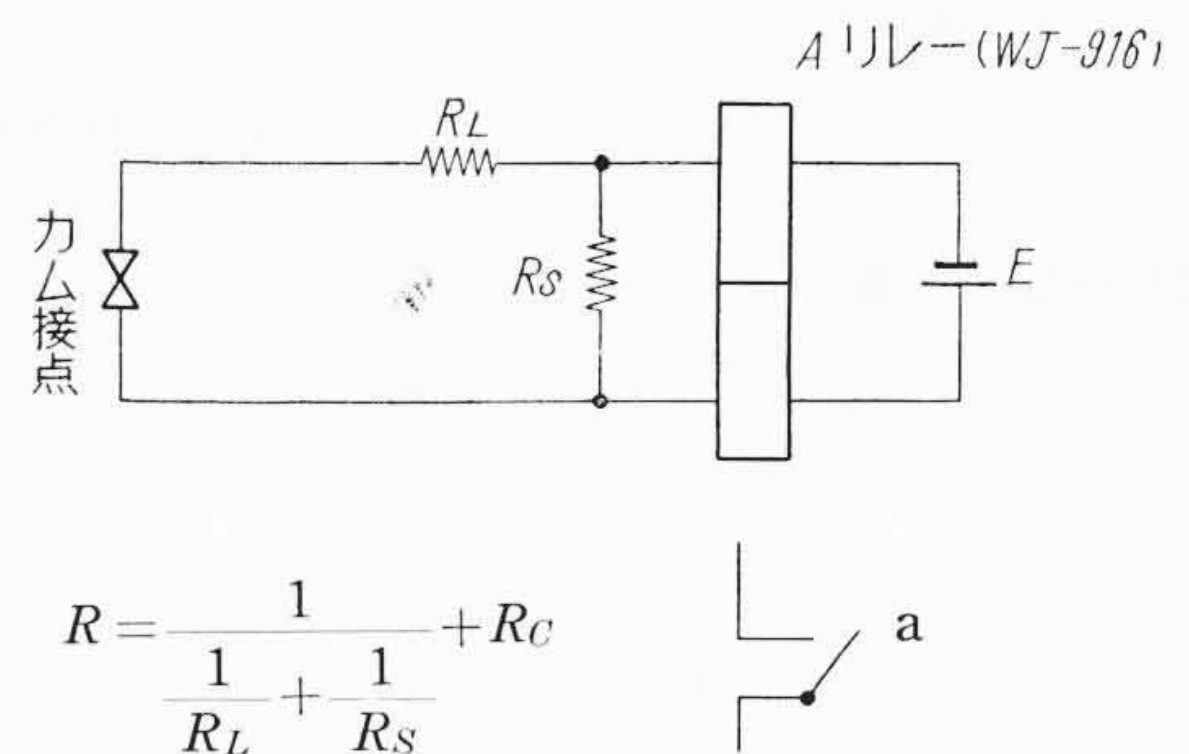 Aリレー(WJ-916)
RL
カム接点
RS
E
R = 1 / (1/RL + 1/RS) + RC
a